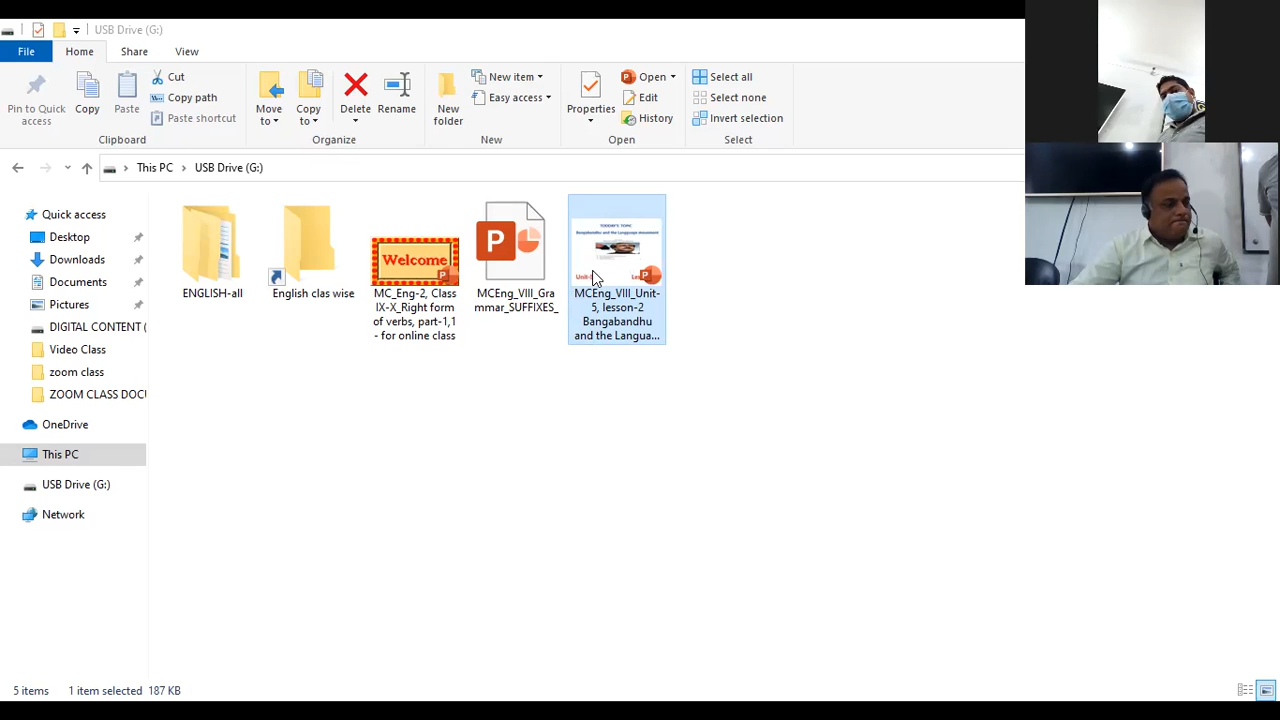 USB Drive (G:)
File
Home
Share
View
Pin to Quick
access
Copy
Paste
Cut
Copy path
Paste shortcut
Clipboard
Move
to
Copy
to
Delete
Rename
Organize
New
folder
New item
Easy access
New
Properties
Open
Edit
History
Open
Select all
Select none
Invert selection
Select
This PC
USB Drive (G:)
Quick access
Desktop
Downloads
Documents
Pictures
DIGITAL CONTENT (
Video Class
zoom class
ZOOM CLASS DOCU
OneDrive
This PC
USB Drive (G:)
Network
ENGLISH-all
English clas wise
Welcome
MC_Eng-2, Class
IX-X_Right form
of verbs, part-1,1
- for online class
MCEng_VIII_Gra
mmar_SUFFIXES_
Bangabandhu and the Language Movement
MCEng_VIII_Unit-
5, lesson-2
Bangabandhu
and the Langua...
5 items
1 item selected
187 KB